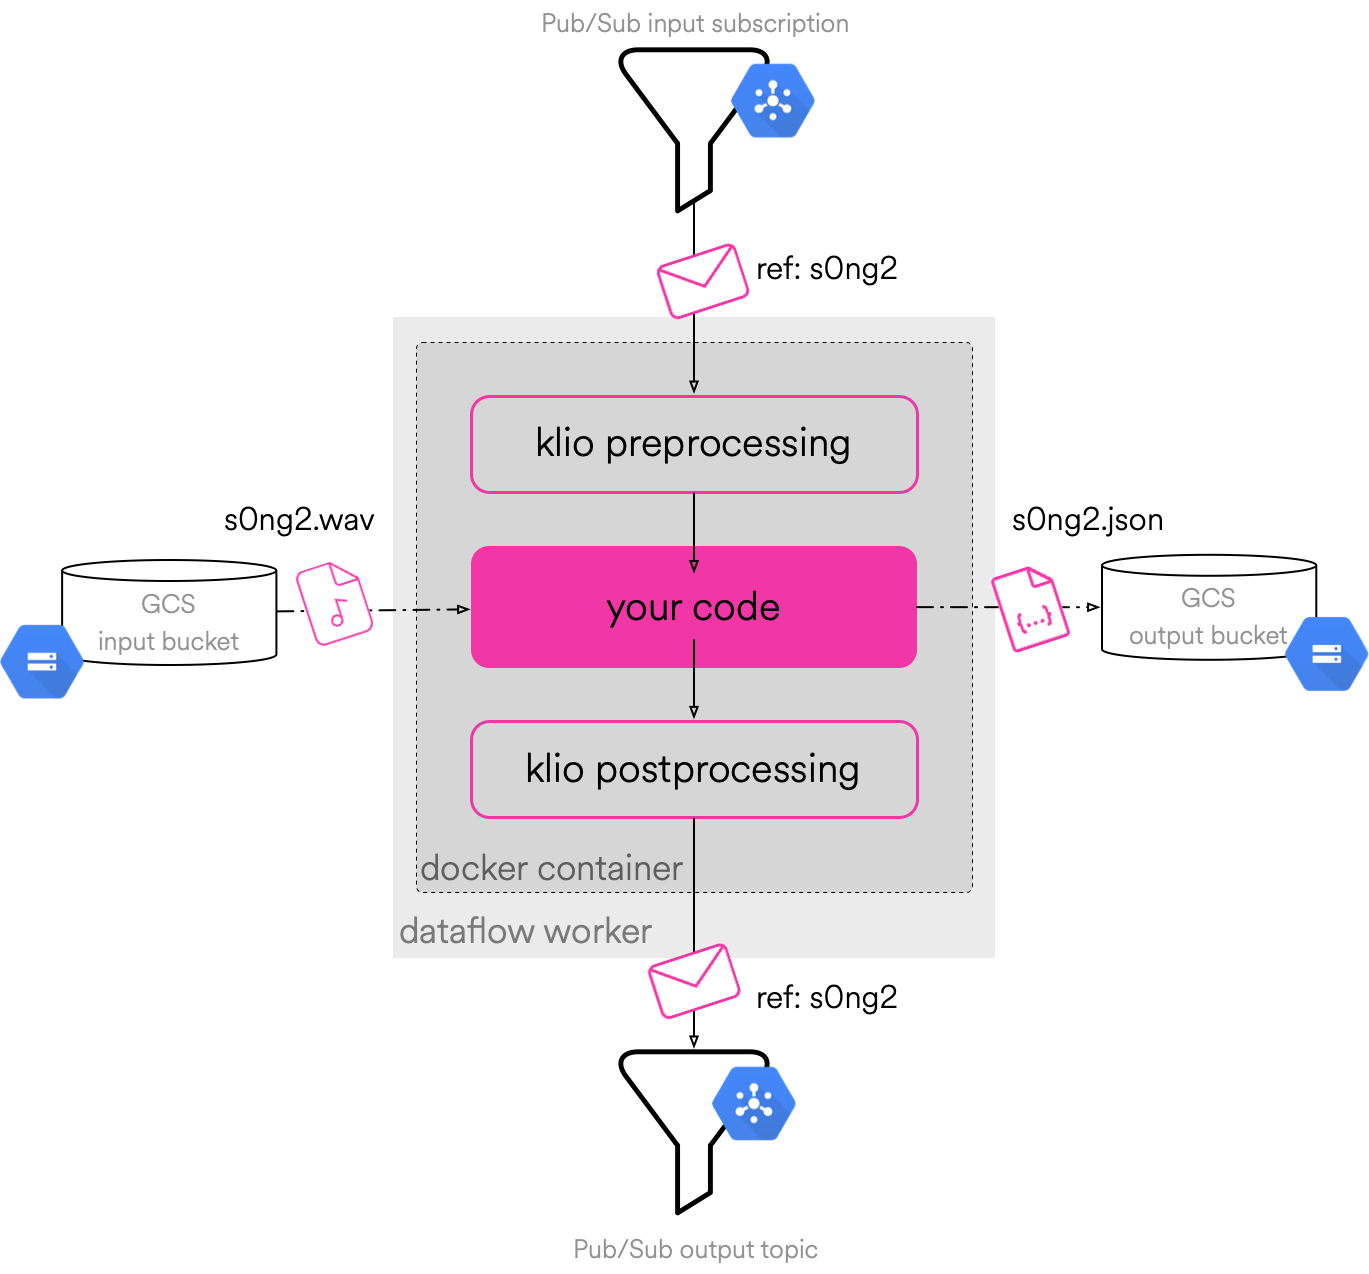 Pub/Sub input subscription
ref: s0ng2
klio preprocessing
s0ng2.wav
s0ng2.json
GCS
input bucket
your code
GCS
output bucket
klio postprocessing
docker container
dataflow worker
ref: s0ng2
Pub/Sub output topic